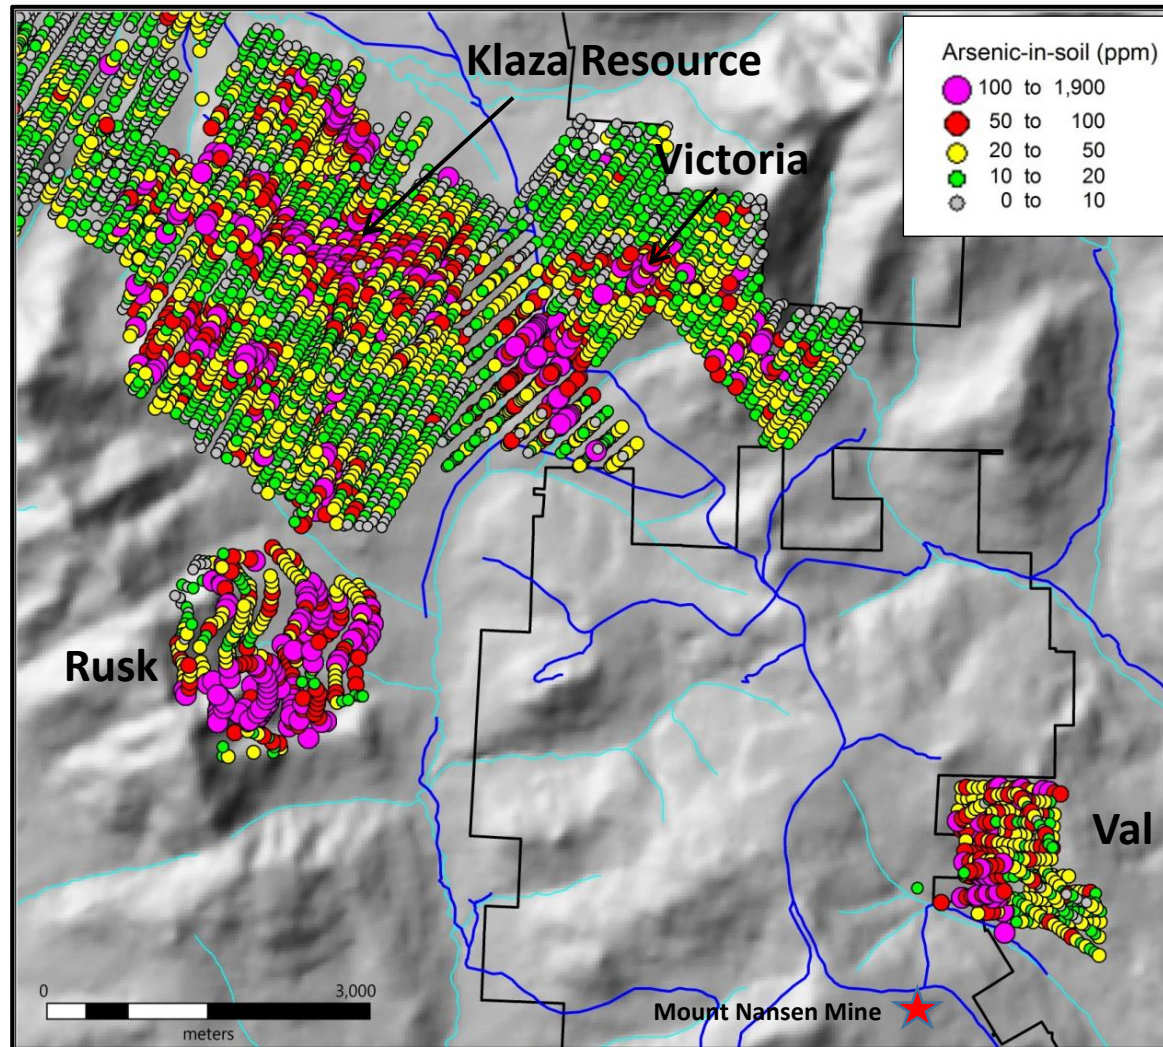 Klaza Resource
Victoria
Arsenic-in-soil (ppm)
100 to 1,900
50 to 100
20 to 50
10 to 20
0 to 10
Rusk
Val
0 3,000
meters
Mount Nansen Mine